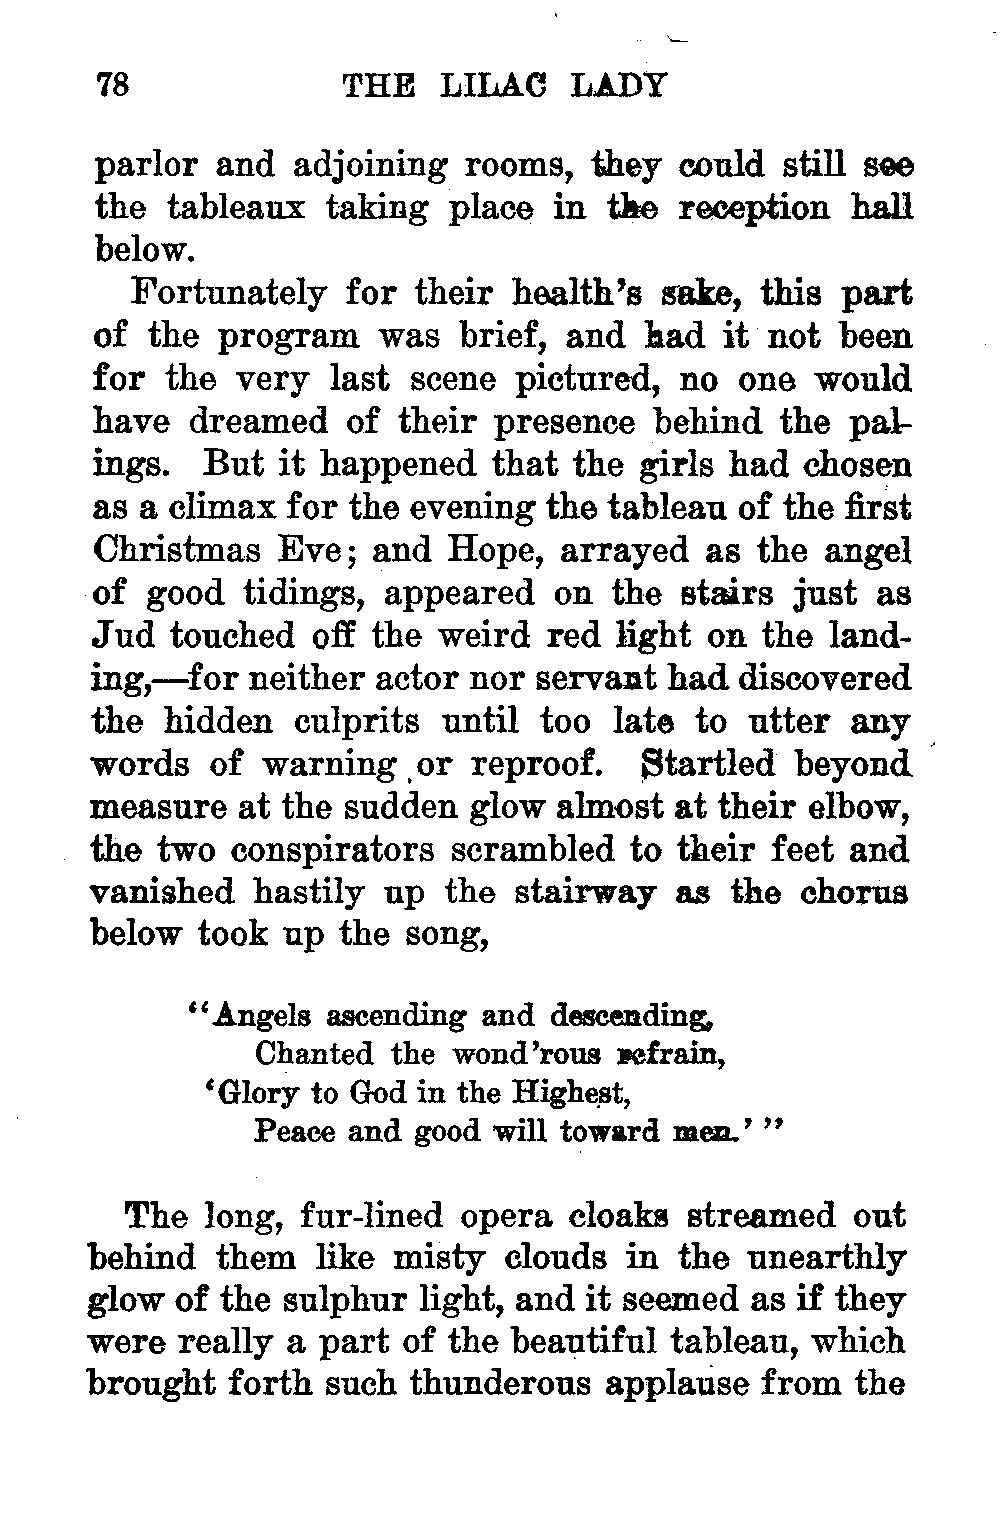 78 THE LILAC LADY
parlor and adjoining rooms, they could still see
the tableaux taking place in the reception hall
below.
Fortunately for their health's sake, this part
of the program was brief, and had it not been
for the very last scene pictured, no one would
have dreamed of their presence behind the pal-
ings. But it happened that the girls had chosen
as a climax for the evening the tableau of the first
Christmas Eve; and Hope, arrayed as the angel
of good tidings, appeared on the stairs just as
Jud touched off the weird red light on the land-
ing,—for neither actor nor servant had discovered
the hidden culprits until too late to utter any
words of warning or reproof. Startled beyond
measure at the sudden glow almost at their elbow,
the two conspirators scrambled to their feet and
vanished hastily up the stairway as the chorus
below took up the song,
"Angels ascending and descending,
Chanted the wond'rous refrain,
'Glory to God in the Highest,
Peace and good will toward men.' "
The long, fur-lined opera cloaks streamed out
behind them like misty clouds in the unearthly
glow of the sulphur light, and it seemed as if they
were really a part of the beautiful tableau, which
brought forth such thunderous applause from the